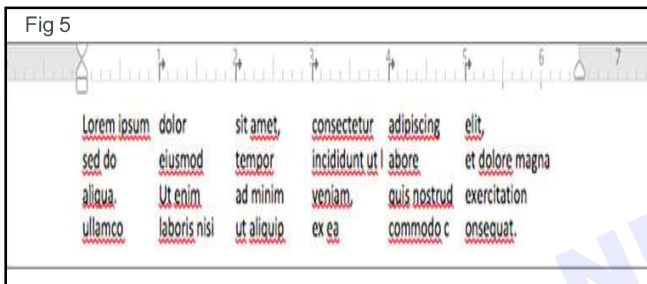 Fig 5
1 2 3 4 5 6 7
Lorem ipsum dolor sit amet, consectetur adipiscing elit,
sed do eiusmod tempor incididunt ut l abore et dolore magna
aliqua. Ut enim ad minim veniam, quis nostrud exercitation
ullamco laboris nisi ut aliquip ex ea commodo c onsequat.